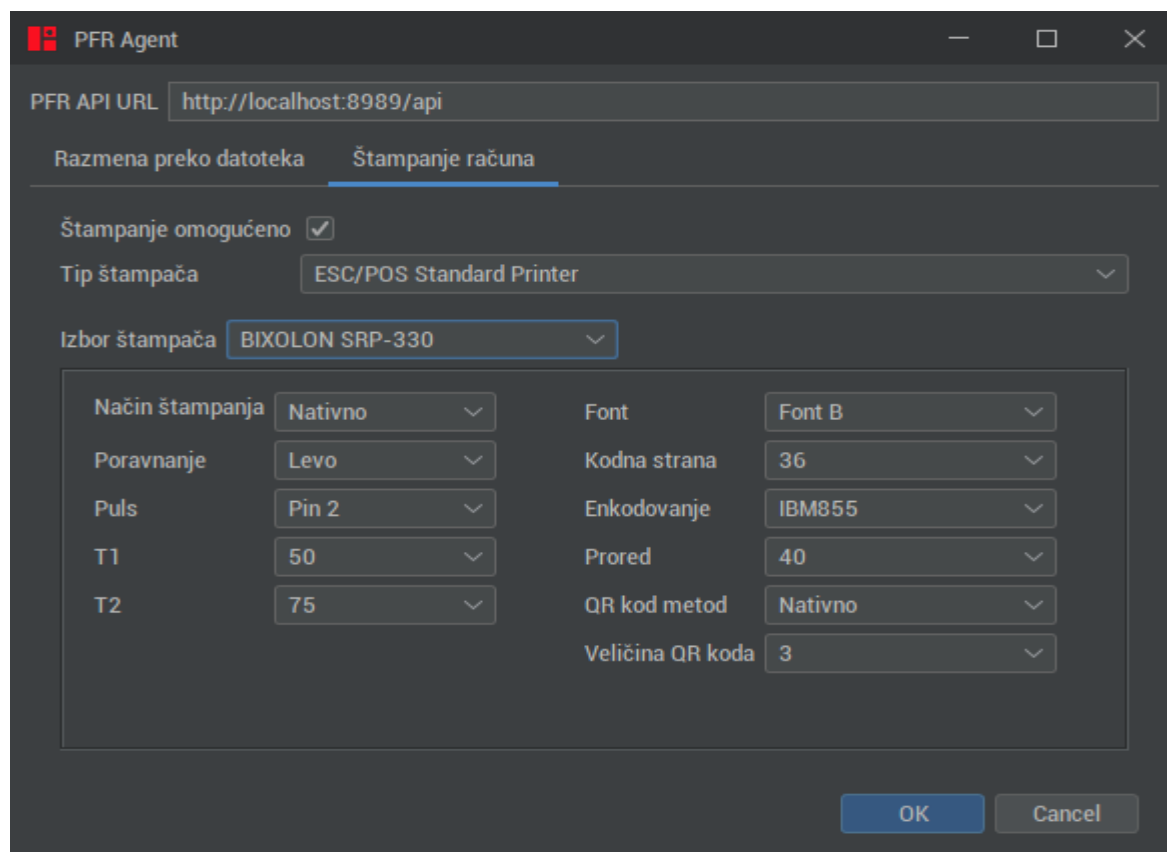 PFR Agent
PFR API URL http://localhost:8989/api
Razmena preko datoteka Štampanje računa
Štampanje omogućeno
Tip štampača ESC/POS Standard Printer
Izbor štampača BIXOLON SRP-330
Način štampanja Nativno Font Font B
Poravnanje Levo Kodna strana 36
Puls Pin 2 Enkodovanje IBM855
T1 50 Prored 40
T2 75 QR kod metod Nativno
Veličina QR koda 3
OK Cancel